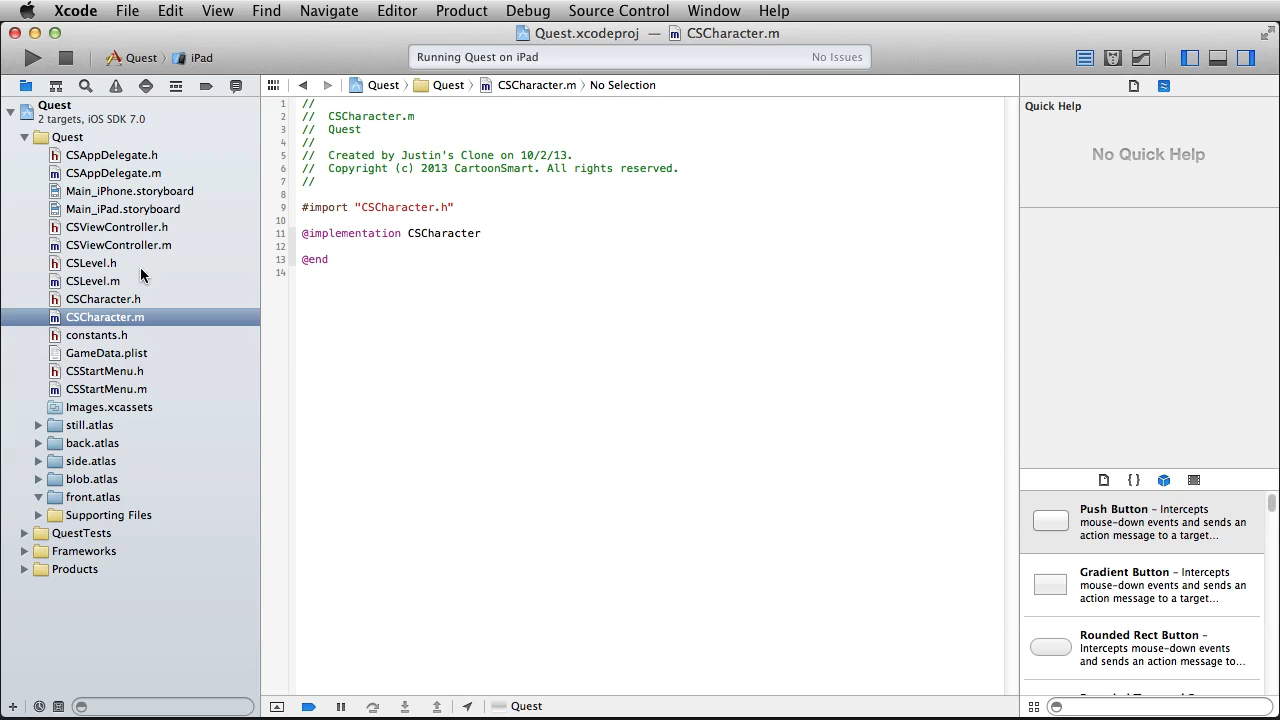 Xcode File Edit View Find Navigate Editor Product Debug Source Control Window Help
Quest.xcodeproj — CSCharacter.m
Quest iPad
Running Quest on iPad No Issues
Quest Quest CSCharacter.m No Selection
Quest
2 targets, iOS SDK 7.0
Quest
CSAppDelegate.h
CSAppDelegate.m
Main_iPhone.storyboard
Main_iPad.storyboard
CSViewController.h
CSViewController.m
CSLevel.h
CSLevel.m
CSCharacter.h
CSCharacter.m
constants.h
GameData.plist
CSStartMenu.h
CSStartMenu.m
Images.xcassets
still.atlas
back.atlas
side.atlas
blob.atlas
front.atlas
Supporting Files
QuestTests
Frameworks
Products
1 //
2 // CSCharacter.m
3 // Quest
4 //
5 // Created by Justin's Clone on 10/2/13.
6 // Copyright (c) 2013 CartoonSmart. All rights reserved.
7 //
8
9 #import "CSCharacter.h"
10
11 @implementation CSCharacter
12
13 @end
14
Quest
Quick Help
No Quick Help
{ }
Push Button – Intercepts
mouse-down events and sends an
action message to a target...
Gradient Button – Intercepts
mouse-down events and sends an
action message to a target...
Rounded Rect Button –
Intercepts mouse-down events
and sends an action message to...